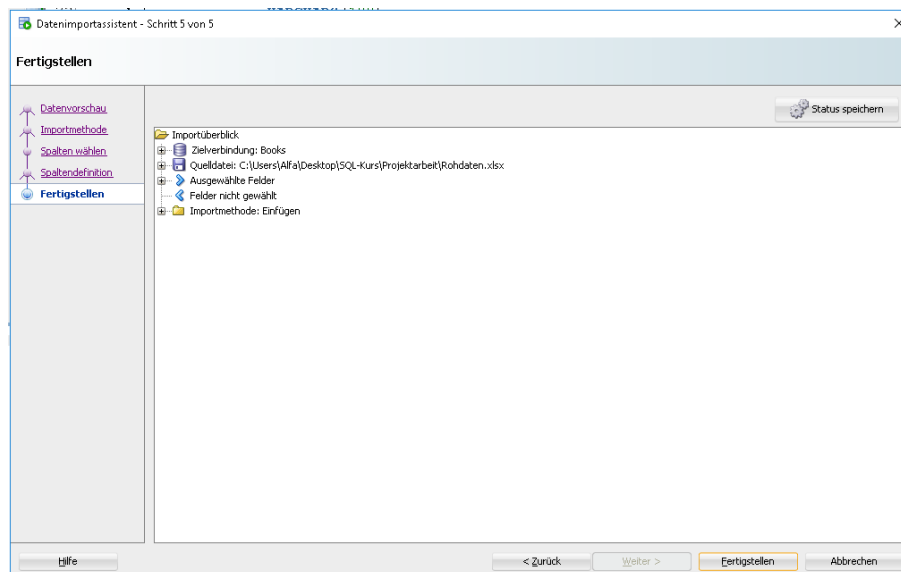 Datenimportassistent - Schritt 5 von 5
Fertigstellen
Datenvorschau
Importmethode
Spalten wählen
Spaltendefinition
Fertigstellen
Status speichern
Importüberblick
Zielverbindung: Books
Quelldatei: C:\Users\Alfa\Desktop\SQL-Kurs\Projektarbeit\Rohdaten.xlsx
Ausgewählte Felder
Felder nicht gewählt
Importmethode: Einfügen
Hilfe
< Zurück
Weiter >
Fertigstellen
Abbrechen